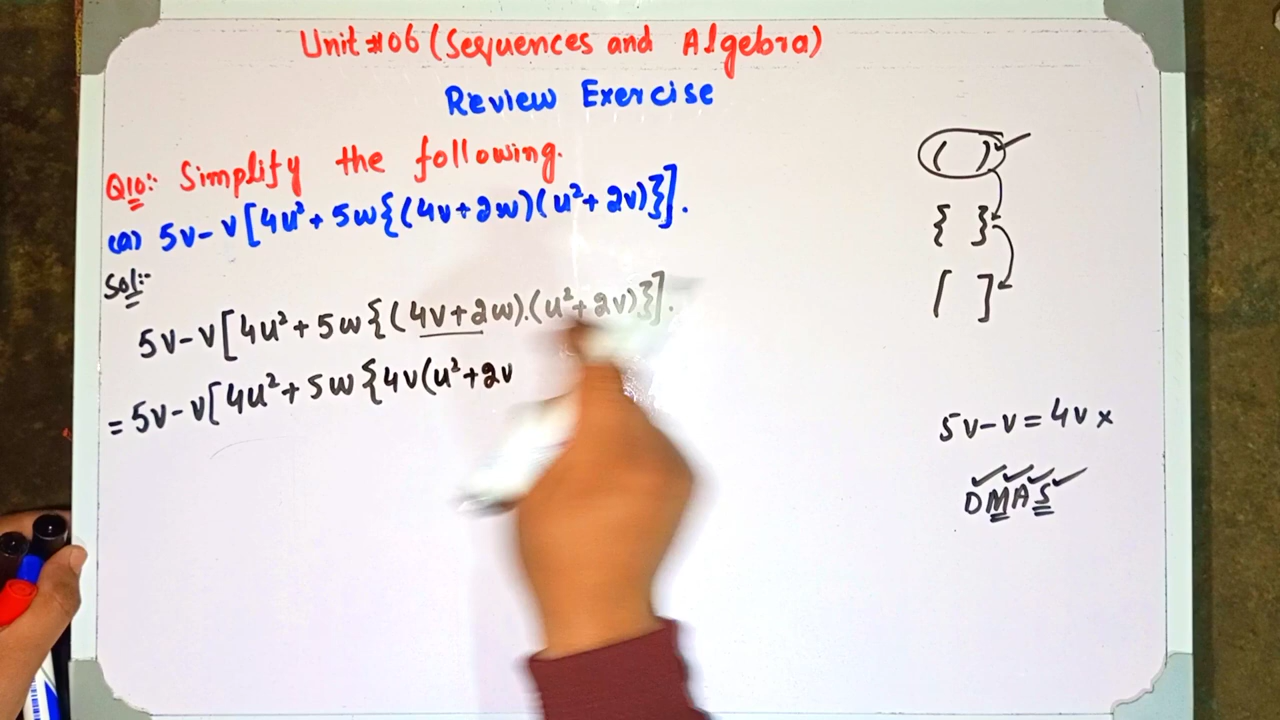 Unit #06 (Sequences and Algebra)
Review Exercise
Q10:- Simplify the following.
(a) 5v-v[4u²+5w{(4v+2w)(u²+2v)}].
Sol:-
5v-v[4u²+5w{(4v+2w).(u²+2v)}].
=5v-v[4u²+5w{4v(u²+2v
( )
{ }
[ ]
5v-v=4v×
DMAS